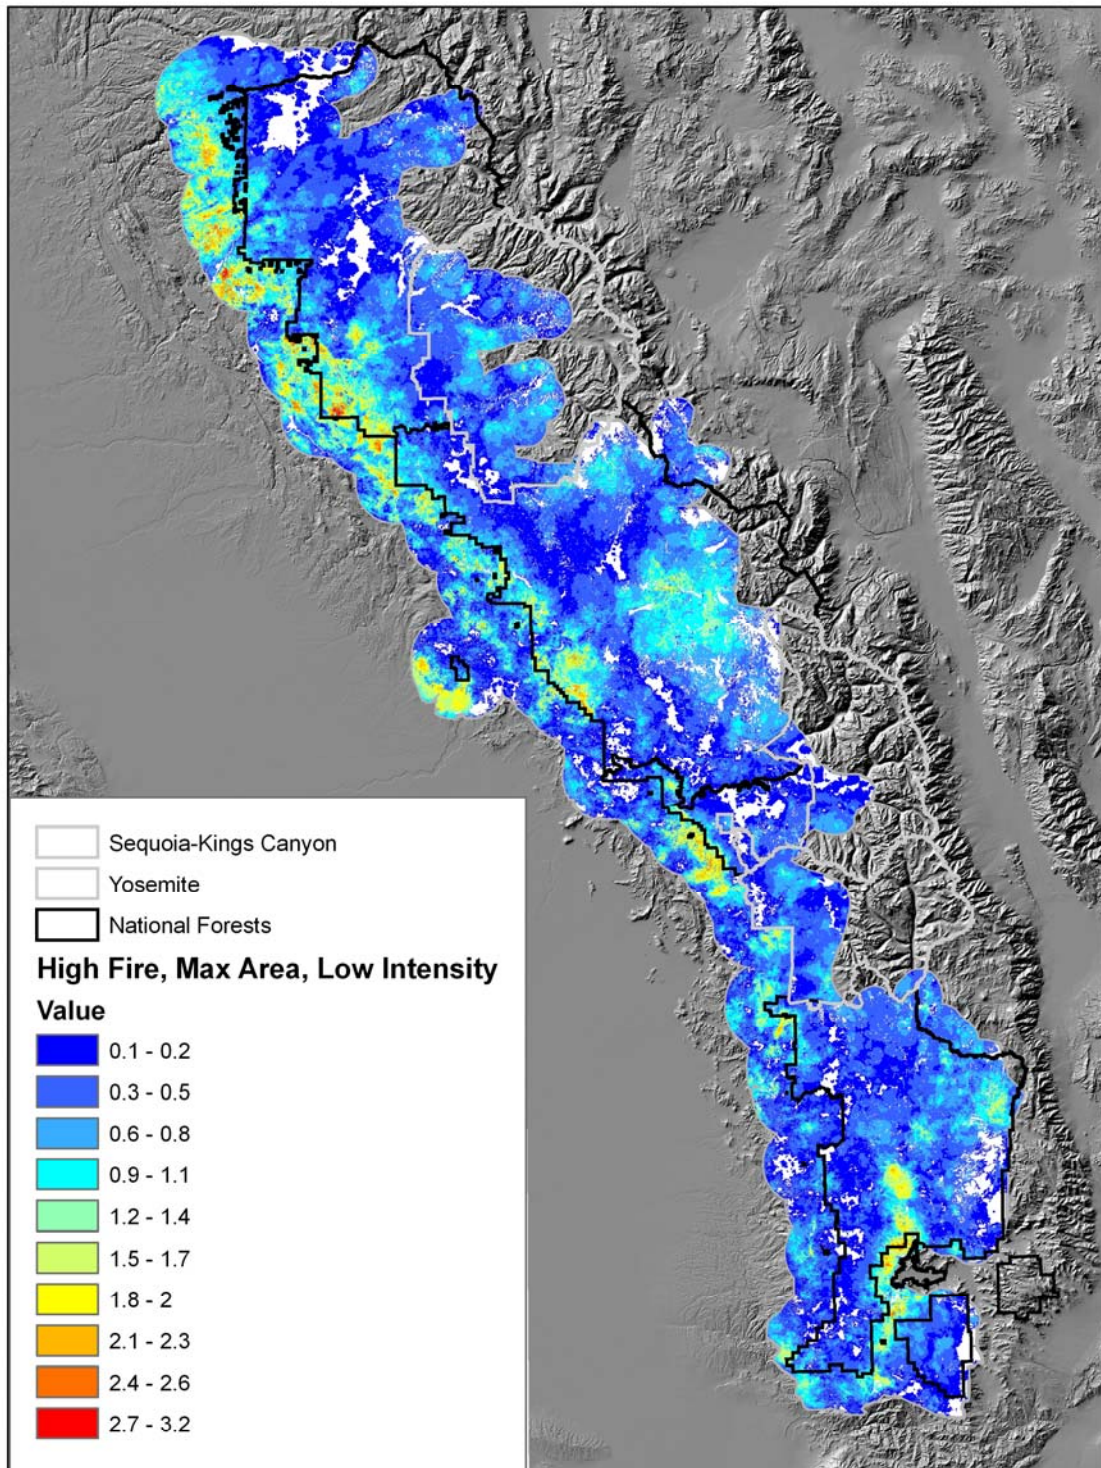 Sequoia-Kings Canyon
Yosemite
National Forests
High Fire, Max Area, Low Intensity
Value
0.1 - 0.2
0.3 - 0.5
0.6 - 0.8
0.9 - 1.1
1.2 - 1.4
1.5 - 1.7
1.8 - 2
2.1 - 2.3
2.4 - 2.6
2.7 - 3.2